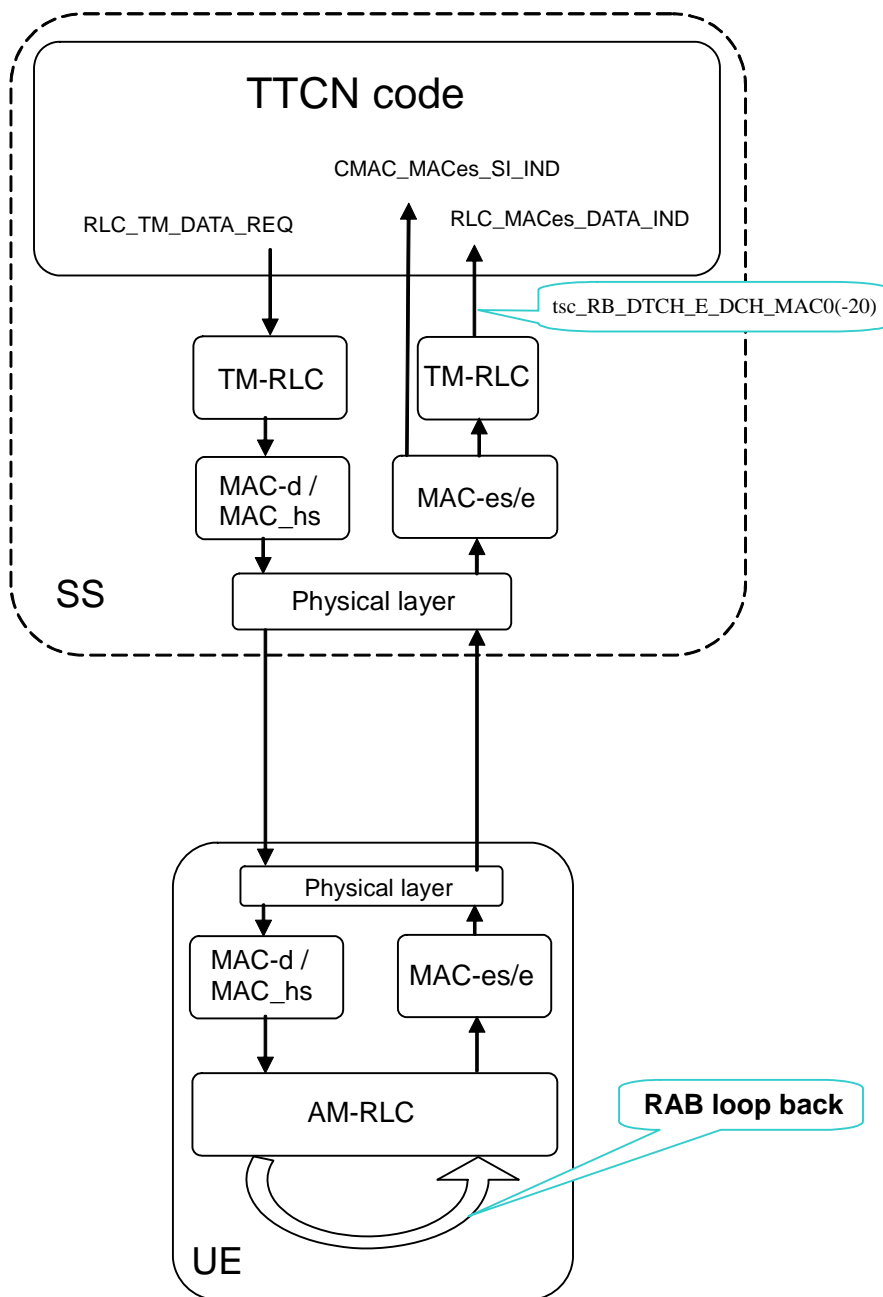 TTCN code
CMAC_MACes_SI_IND
RLC_TM_DATA_REQ
RLC_MACes_DATA_IND
tsc_RB_DTCH_E_DCH_MAC0(-20)
TM-RLC
TM-RLC
MAC-d /
MAC_hs
MAC-es/e
SS
Physical layer
Physical layer
MAC-d /
MAC_hs
MAC-es/e
AM-RLC
RAB loop back
UE